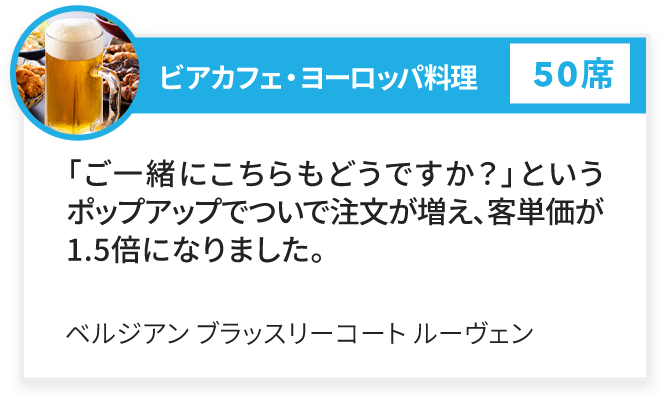 ビアカフェ・ヨーロッパ料理
50席
「ご一緒にこちらもどうですか？」という
ポップアップでついで注文が増え、客単価が
1.5倍になりました。
ベルジアン ブラッスリーコート ルーヴェン